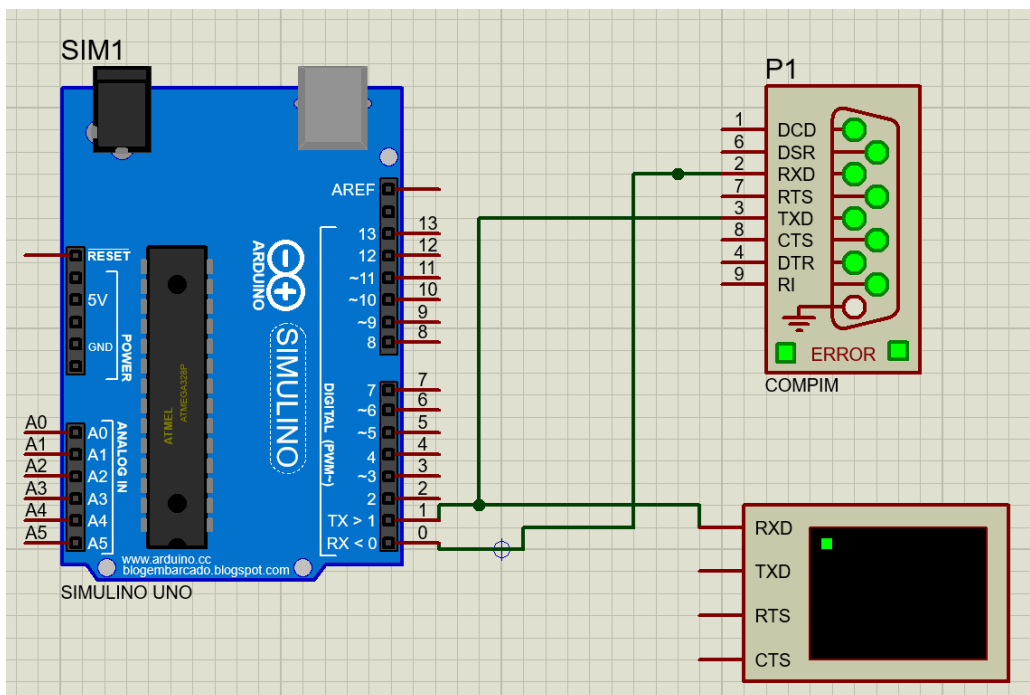 SIM1
AREF
13 13
12 12
~11 11
~10 10
~9 9
8 8
7 7
~6 6
~5 5
4 4
~3 3
2 2
TX > 1 1
RX < 0 0
RESET
5V
GND
POWER
A0 A0
A1 A1
A2 A2
A3 A3
A4 A4
A5 A5
ANALOG IN
ATMEL
ATMEGA328P
ARDUINO
SIMULINO
DIGITAL (PWM~)
www.arduino.cc
blogembarcado.blogspot.com
SIMULINO UNO
P1
1 DCD
6 DSR
2 RXD
7 RTS
3 TXD
8 CTS
4 DTR
9 RI
ERROR
COMPIM
RXD
TXD
RTS
CTS